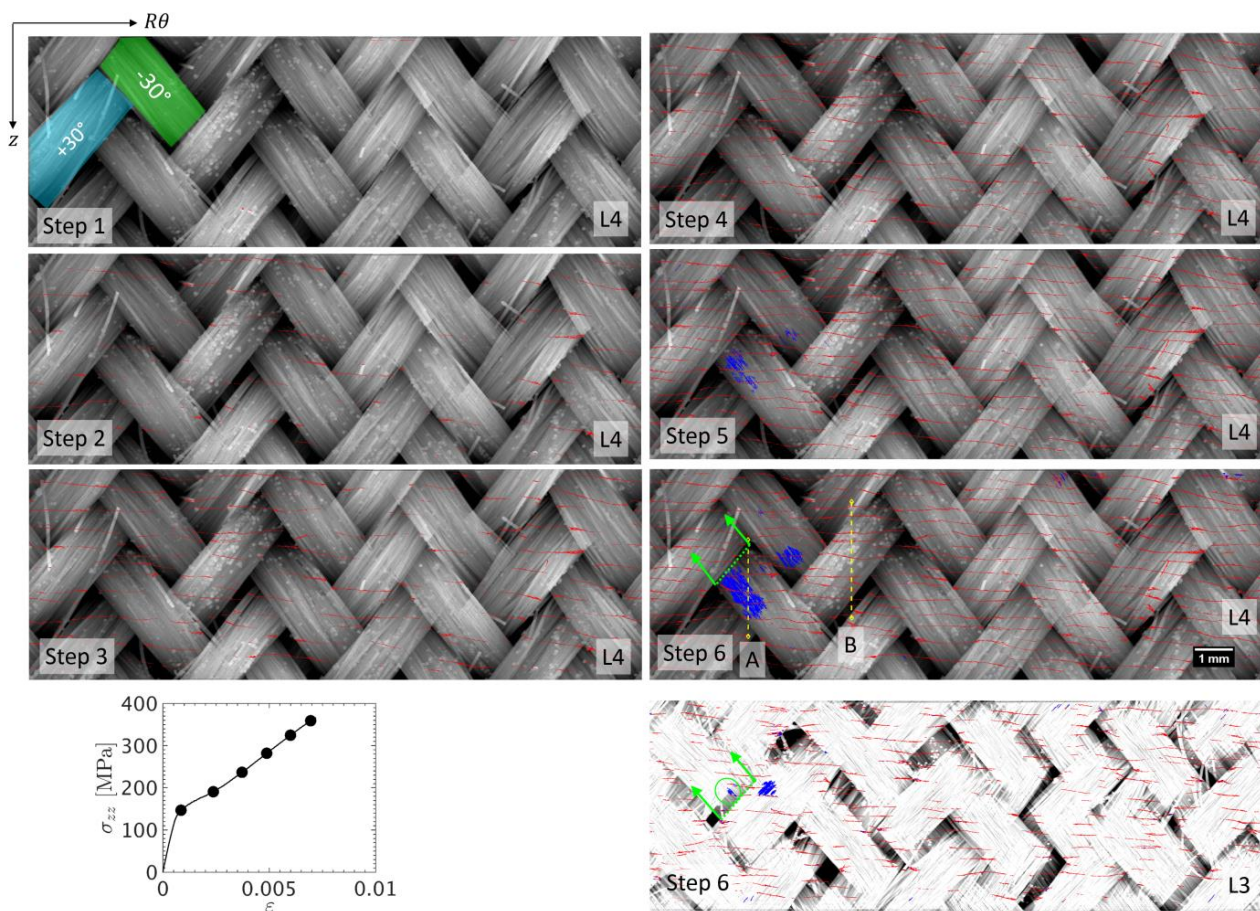 Rθ
z
-30°
+30°
Step 1
L4
Step 2
L4
Step 3
L4
Step 4
L4
Step 5
L4
Step 6
A
B
L4
1 mm
Step 6
L3
400
300
200
100
0
σzz [MPa]
0
0.005
0.01
ε